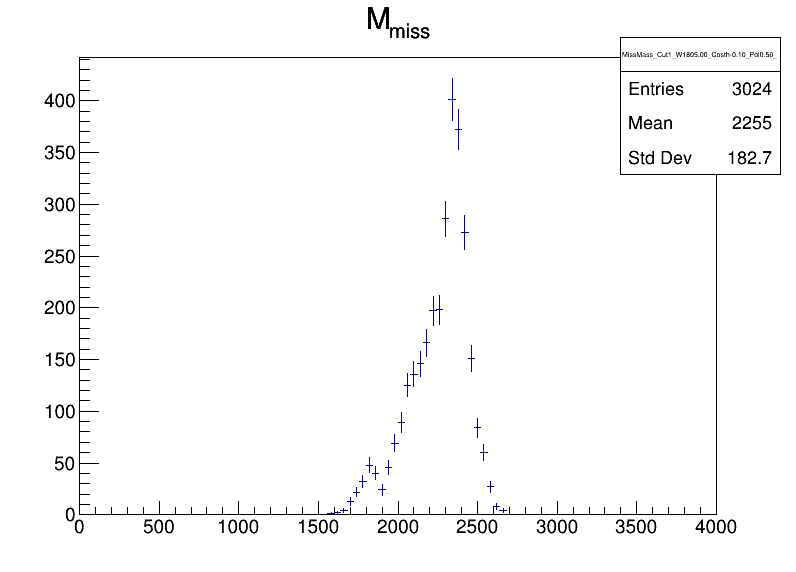 M_miss
MissMass_Cut1_W1805.00_Costh-0.10_Pol0.50_
Entries 3024
Mean 2255
Std Dev 182.7
400
350
300
250
200
150
100
50
0
0 500 1000 1500 2000 2500 3000 3500 4000